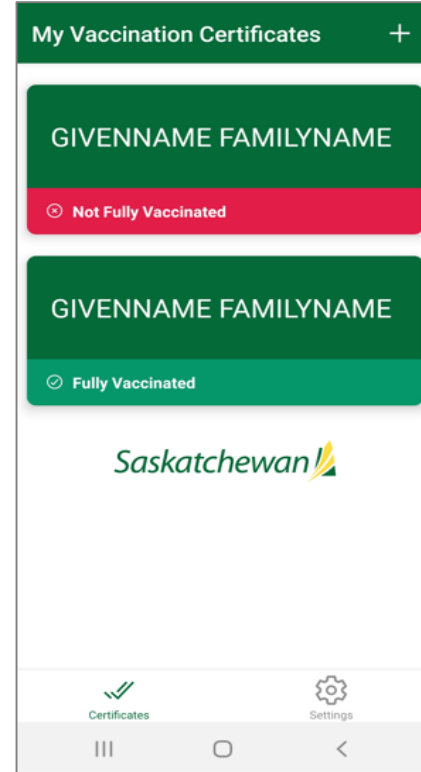 My Vaccination Certificates +
GIVENNAME FAMILYNAME
Not Fully Vaccinated
GIVENNAME FAMILYNAME
Fully Vaccinated
Saskatchewan
Certificates Settings